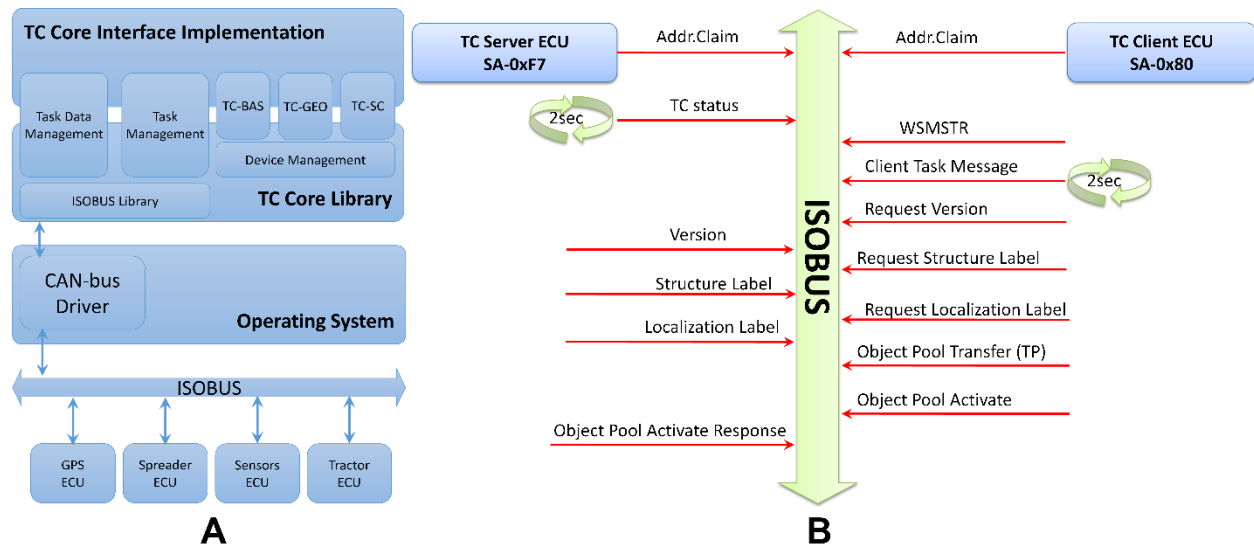 TC Core Interface Implementation
Task Data
Management
Task
Management
TC-BAS
TC-GEO
TC-SC
Device Management
ISOBUS Library
TC Core Library
CAN-bus
Driver
Operating System
ISOBUS
GPS
ECU
Spreader
ECU
Sensors
ECU
Tractor
ECU
A
TC Server ECU
SA-0xF7
Addr.Claim
Addr.Claim
TC Client ECU
SA-0x80
2sec
TC status
WSMSTR
Client Task Message
2sec
Request Version
Version
Request Structure Label
Structure Label
Request Localization Label
Localization Label
Object Pool Transfer (TP)
Object Pool Activate
Object Pool Activate Response
ISOBUS
B